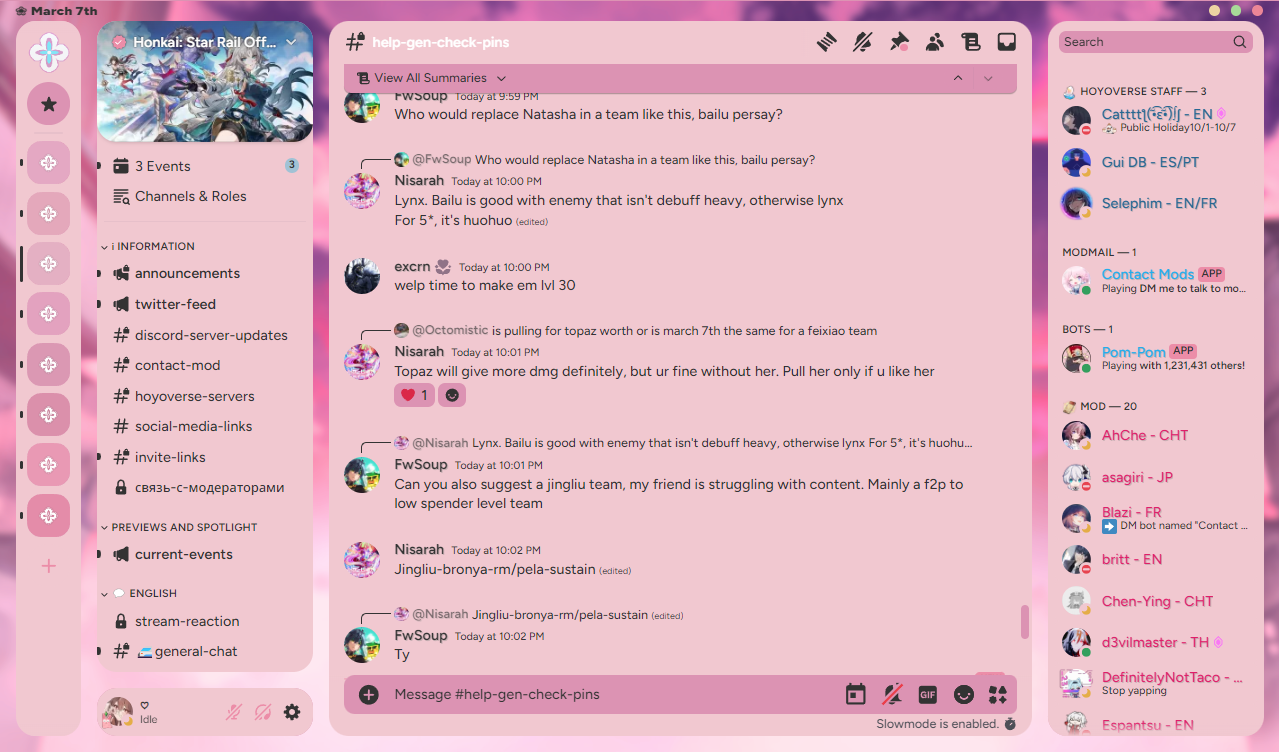 March 7th
Honkai: Star Rail Off...
3 Events
3
Channels & Roles
INFORMATION
announcements
twitter-feed
discord-server-updates
contact-mod
hoyoverse-servers
social-media-links
invite-links
связь-с-модераторами
PREVIEWS AND SPOTLIGHT
current-events
ENGLISH
stream-reaction
general-chat
Idle
help-gen-check-pins
View All Summaries
FwSoup Today at 9:59 PM
Who would replace Natasha in a team like this, bailu persay?
@FwSoup Who would replace Natasha in a team like this, bailu persay?
Nisarah Today at 10:00 PM
Lynx. Bailu is good with enemy that isn't debuff heavy, otherwise lynx
For 5*, it's huohuo (edited)
excrn Today at 10:00 PM
welp time to make em lvl 30
@Octomistic is pulling for topaz worth or is march 7th the same for a feixiao team
Nisarah Today at 10:01 PM
Topaz will give more dmg definitely, but ur fine without her. Pull her only if u like her
1
@Nisarah Lynx. Bailu is good with enemy that isn't debuff heavy, otherwise lynx For 5*, it's huohu...
FwSoup Today at 10:01 PM
Can you also suggest a jingliu team, my friend is struggling with content. Mainly a f2p to
low spender level team
Nisarah Today at 10:02 PM
Jingliu-bronya-rm/pela-sustain (edited)
@Nisarah Jingliu-bronya-rm/pela-sustain (edited)
FwSoup Today at 10:02 PM
Ty
Message #help-gen-check-pins
GIF
Slowmode is enabled.
Search
HOYOVERSE STAFF — 3
- EN
Public Holiday10/1-10/7
Gui DB - ES/PT
Selephim - EN/FR
MODMAIL — 1
Contact Mods APP
Playing DM me to talk to mo...
BOTS — 1
Pom-Pom APP
Playing with 1,231,431 others!
MOD — 20
AhChe - CHT
asagiri - JP
Blazi - FR
DM bot named "Contact ...
britt - EN
Chen-Ying - CHT
d3vilmaster - TH
DefinitelyNotTaco - ...
Stop yapping
Espantsu - EN